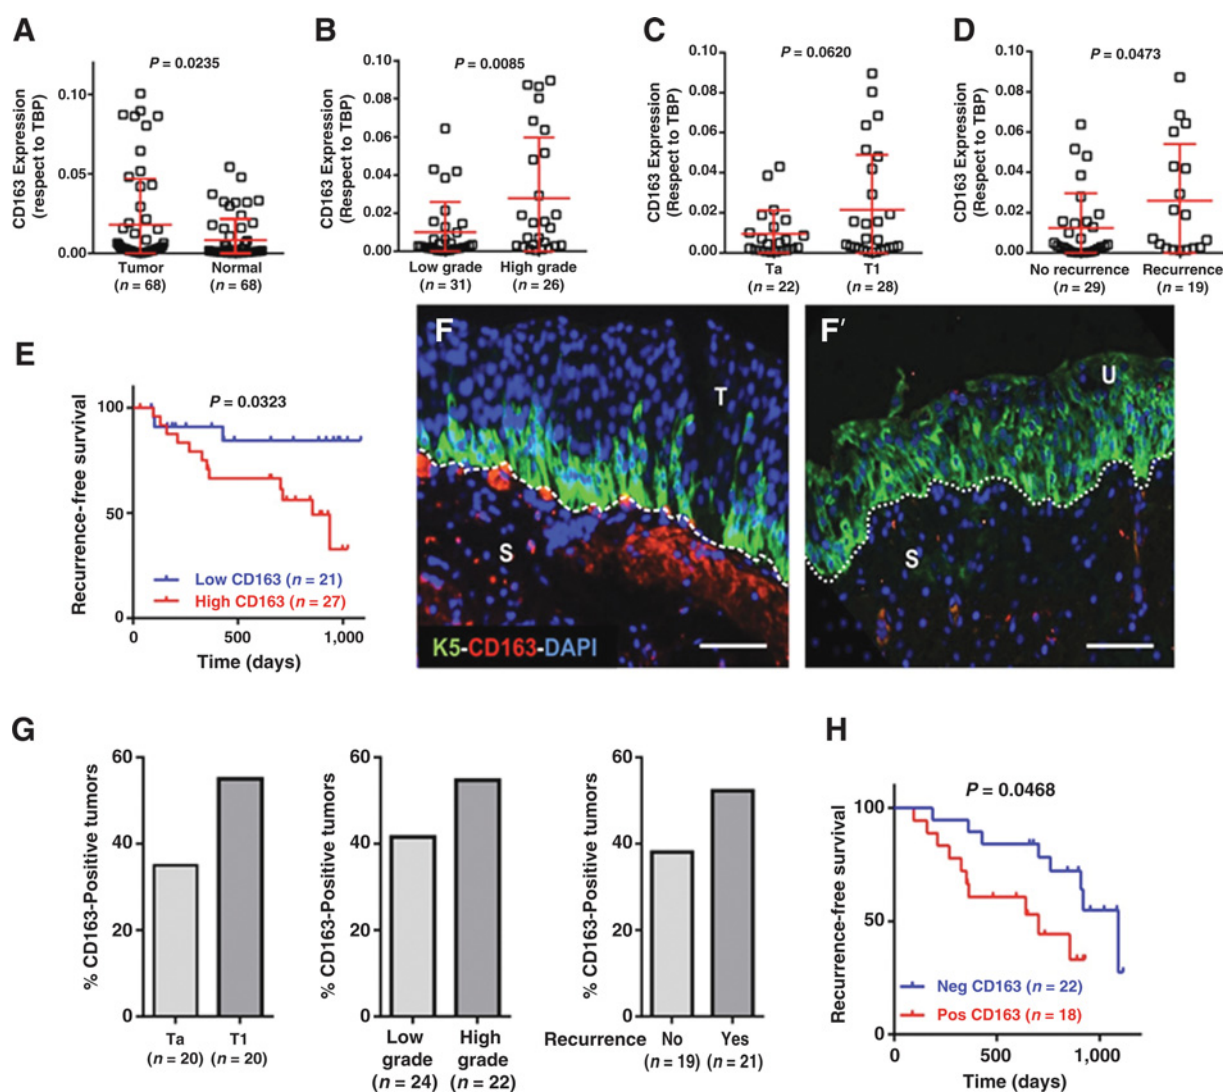 A
P = 0.0235
CD163 Expression
(respect to TBP)
0.10
0.05
0.00
Tumor
Normal
(n = 68)
(n = 68)
B
P = 0.0085
CD163 Expression
(Respect to TBP)
0.10
0.08
0.06
0.04
0.02
0.00
Low grade
High grade
(n = 31)
(n = 26)
C
P = 0.0620
CD163 Expression
(Respect to TBP)
0.10
0.08
0.06
0.04
0.02
0.00
Ta
T1
(n = 22)
(n = 28)
D
P = 0.0473
CD163 Expression
(Respect to TBP)
0.10
0.08
0.06
0.04
0.02
0.00
No recurrence
Recurrence
(n = 29)
(n = 19)
E
P = 0.0323
Recurrence-free survival
100
50
0
Low CD163 (n = 21)
High CD163 (n = 27)
0
500
1,000
Time (days)
F
T
S
K5-CD163-DAPI
F′
U
S
G
% CD163-Positive tumors
60
40
20
0
Ta
T1
(n = 20)
(n = 20)
% CD163-Positive tumors
60
40
20
0
Low
grade
High
grade
(n = 24)
(n = 22)
% CD163-Positive tumors
60
40
20
0
Recurrence
No
Yes
(n = 19)
(n = 21)
H
P = 0.0468
Recurrence-free survival
100
50
0
Neg CD163 (n = 22)
Pos CD163 (n = 18)
0
500
1,000
Time (days)